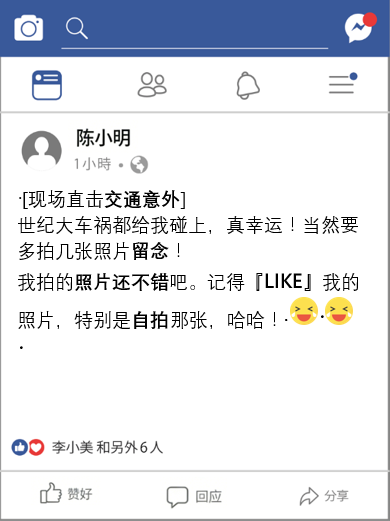 陈小明
1小時 •
·[现场直击交通意外]
世纪大车祸都给我碰上，真幸运！当然要
多拍几张照片留念！
我拍的照片还不错吧。记得『LIKE』我的
照片，特别是自拍那张，哈哈！·😆·😆
·
李小美 和另外 6 人
赞好
回应
分享